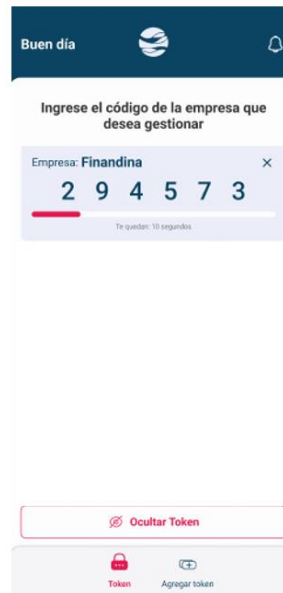 Buen día
Ingrese el código de la empresa que
desea gestionar
Empresa: Finandina
2 9 4 5 7 3
Te quedan: 10 segundos
Ocultar Token
Token
Agregar token